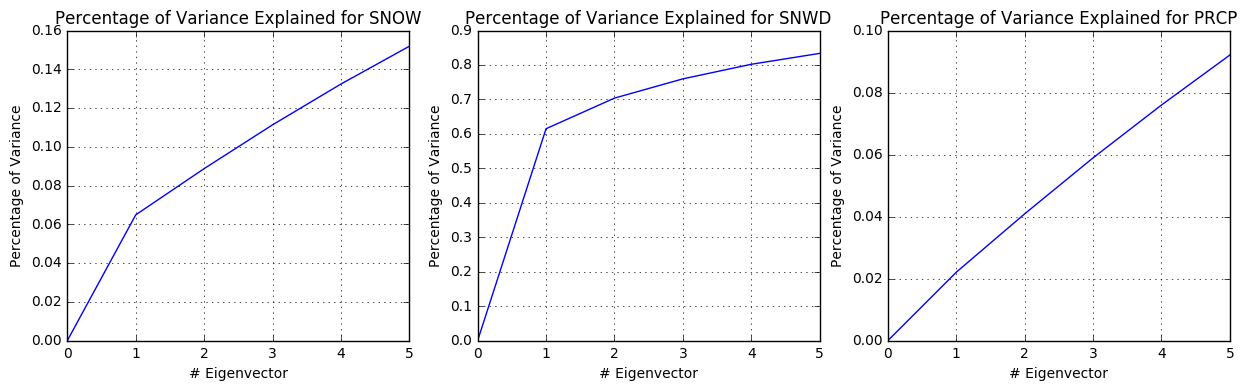 Percentage of Variance Explained for SNOW
0.16
0.14
0.12
0.10
0.08
0.06
0.04
0.02
0.00
Percentage of Variance
0 1 2 3 4 5
# Eigenvector
Percentage of Variance Explained for SNWD
0.9
0.8
0.7
0.6
0.5
0.4
0.3
0.2
0.1
0.0
Percentage of Variance
0 1 2 3 4 5
# Eigenvector
Percentage of Variance Explained for PRCP
0.10
0.08
0.06
0.04
0.02
0.00
Percentage of Variance
0 1 2 3 4 5
# Eigenvector